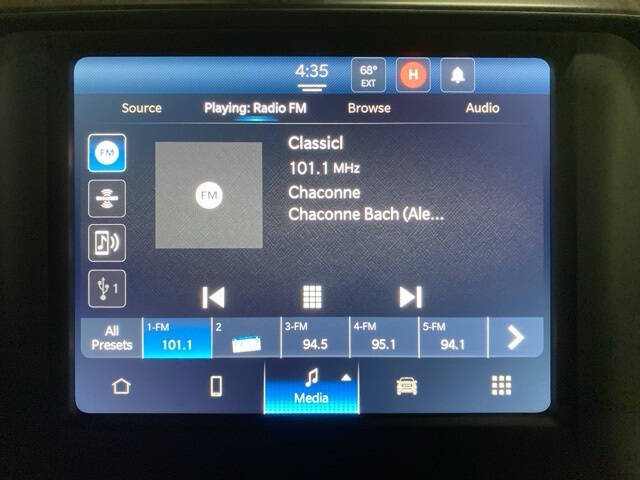 4:35
68°
EXT
H
Source Playing: Radio FM Browse Audio
FM
FM
Classicl
101.1 MHz
Chaconne
Chaconne Bach (Ale...
1
All
Presets
1-FM
101.1
2
3-FM
94.5
4-FM
95.1
5-FM
94.1
Media